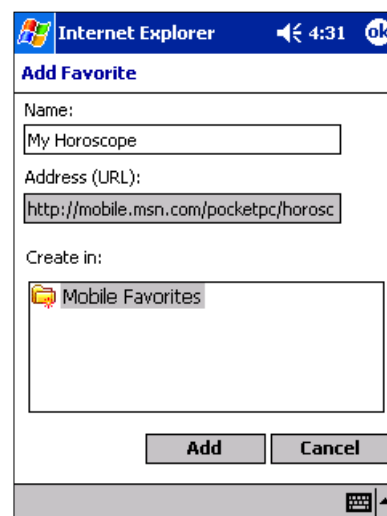 Internet Explorer 4:31 ok
Add Favorite
Name:
My Horoscope
Address (URL):
http://mobile.msn.com/pocketpc/horosc
Create in:
Mobile Favorites
Add Cancel